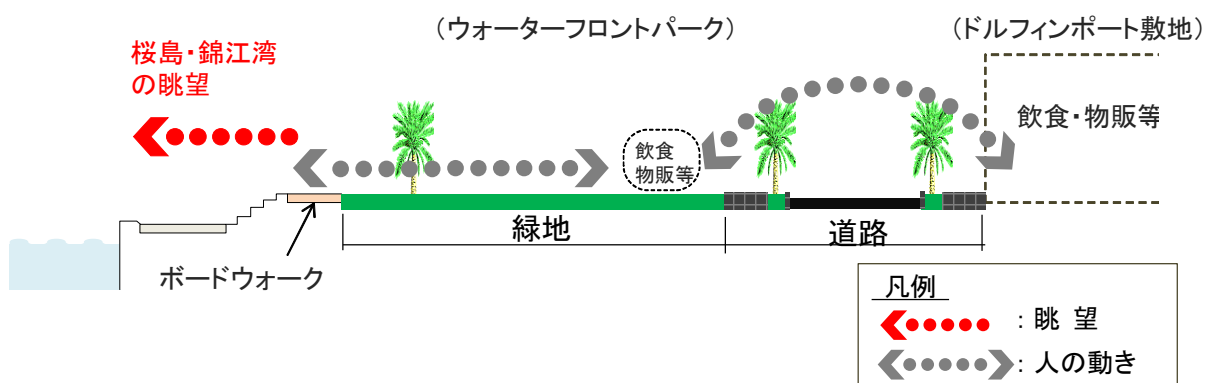 (ウォーターフロントパーク)
(ドルフィンポート敷地)
桜島・錦江湾
の眺望
飲食・物販等
飲食
物販等
緑地
道路
ボードウォーク
凡例
：眺 望
：人の動き